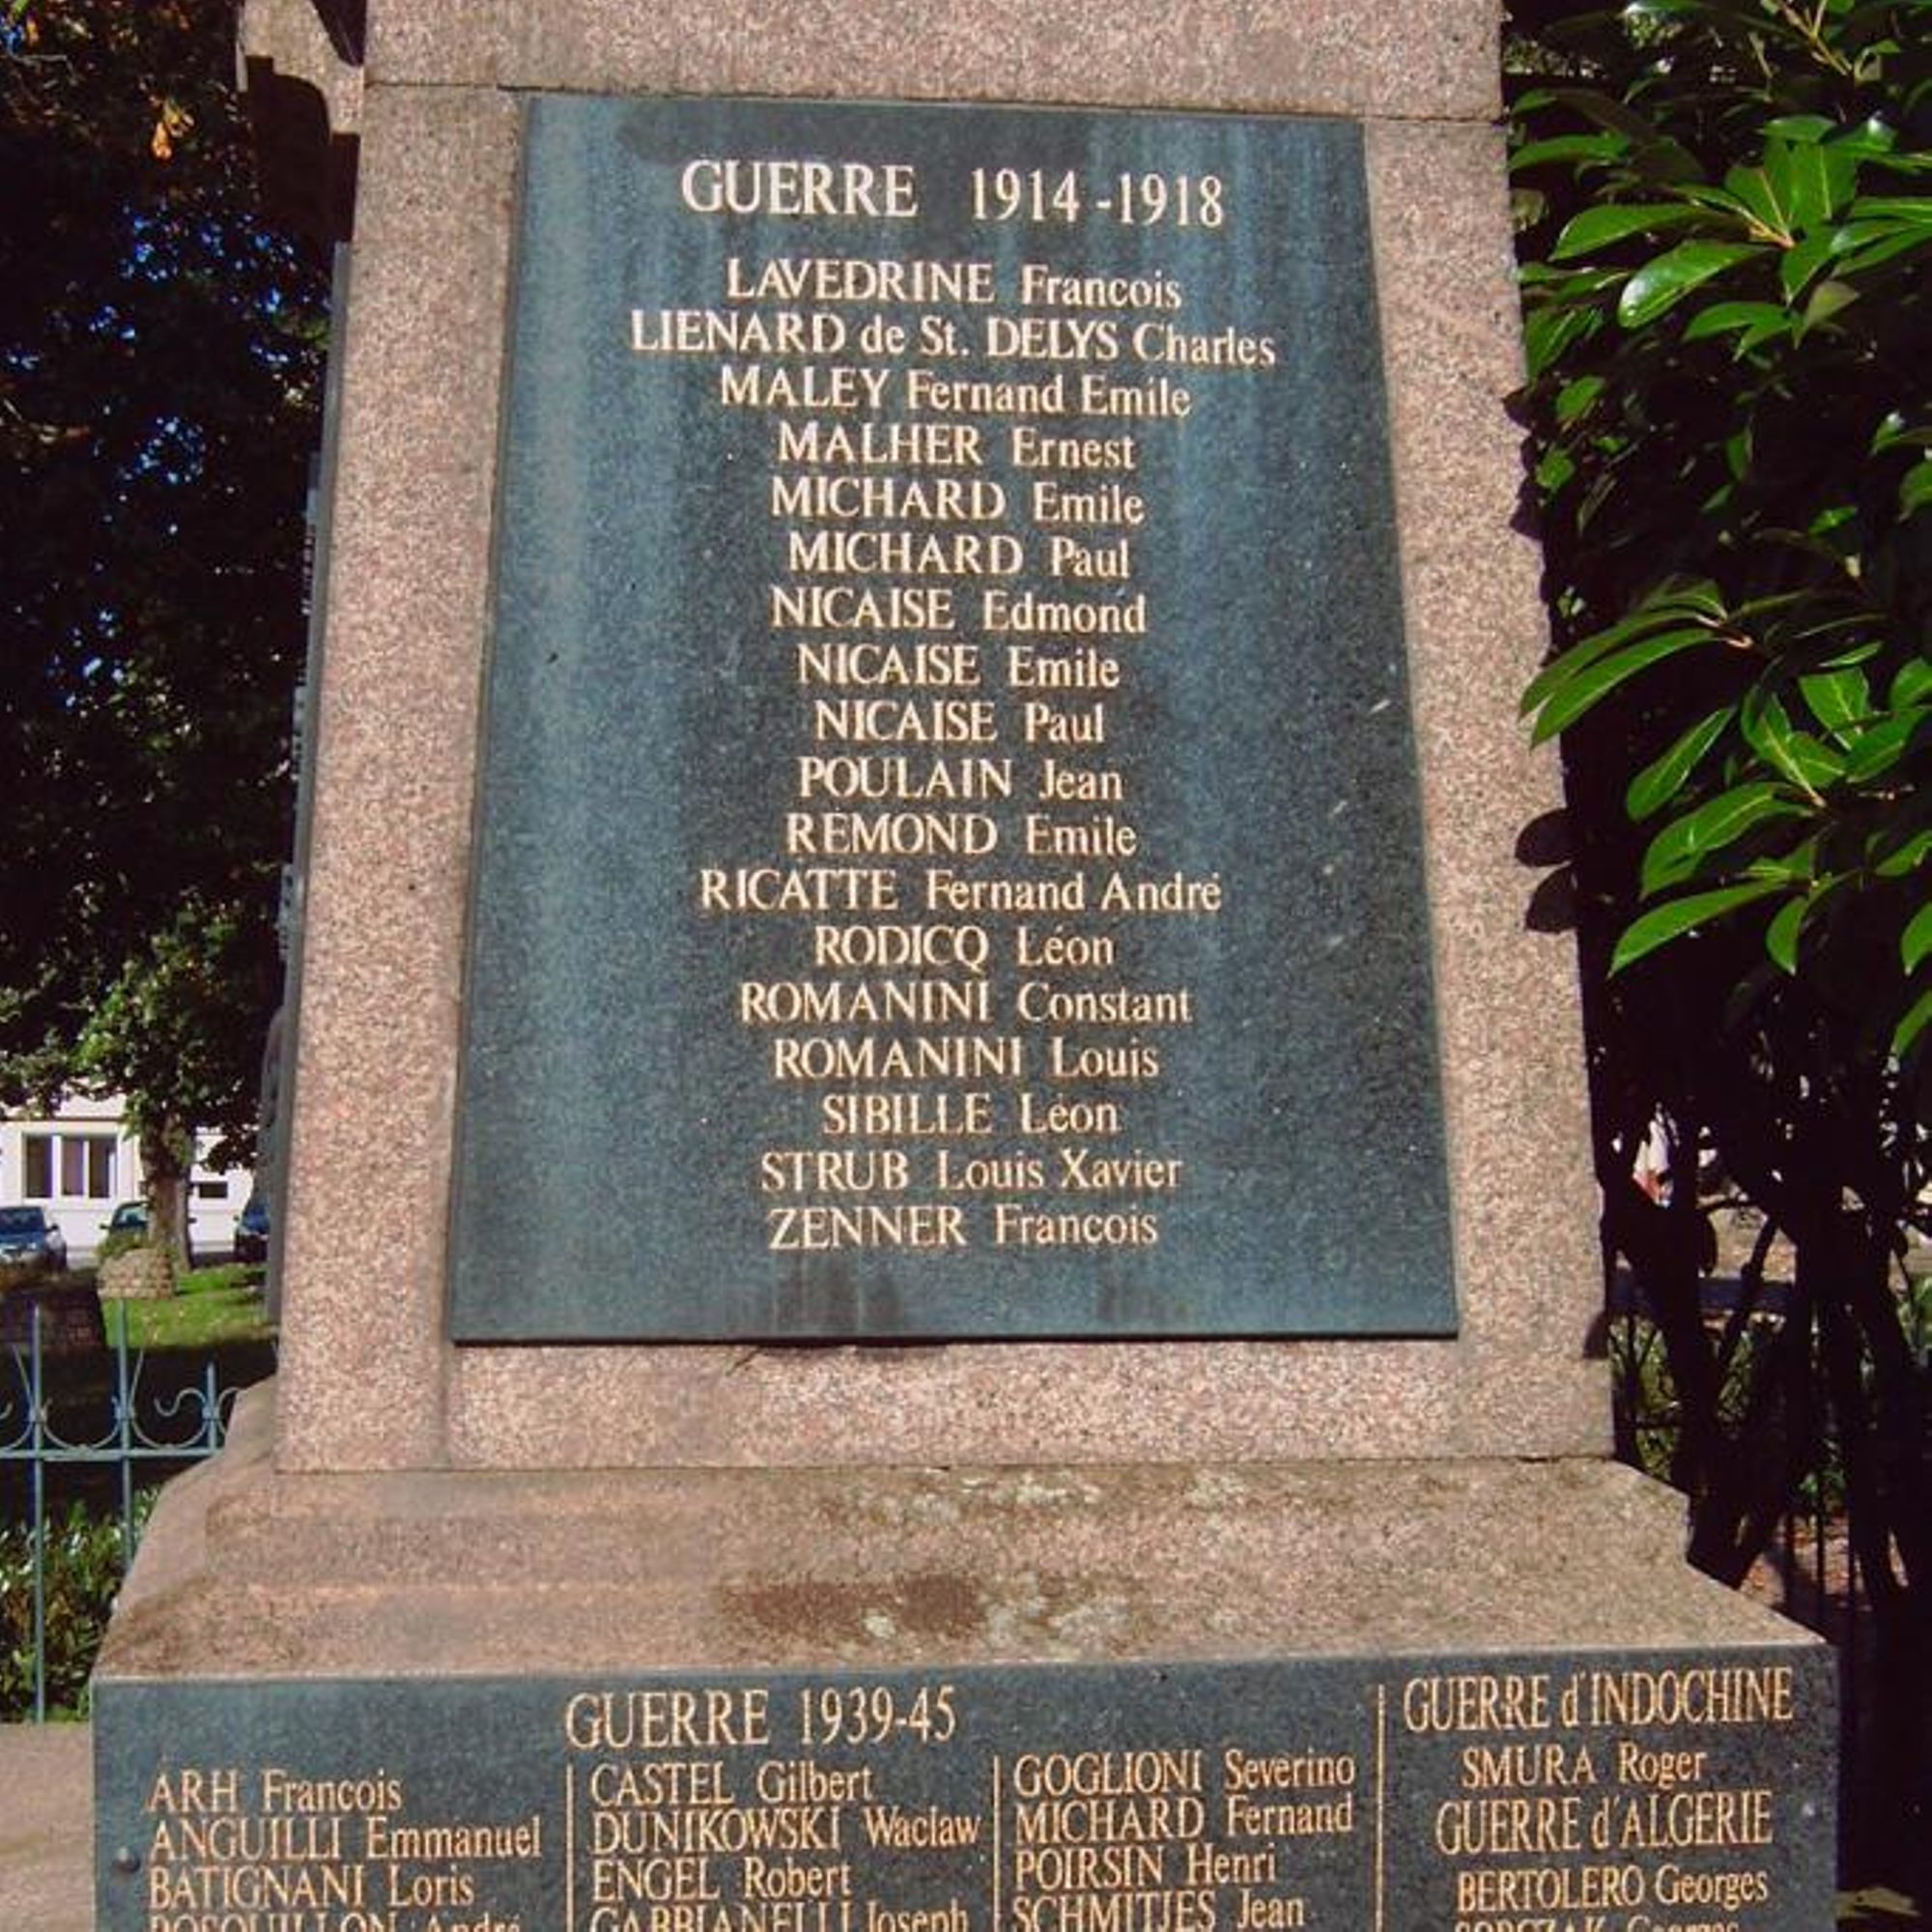 GUERRE 1914-1918
LAVEDRINE Francois
LIENARD de St. DELYS Charles
MALEY Fernand Emile
MALHER Ernest
MICHARD Emile
MICHARD Paul
NICAISE Edmond
NICAISE Emile
NICAISE Paul
POULAIN Jean
REMOND Emile
RICATTE Fernand André
RODICQ Léon
ROMANINI Constant
ROMANINI Louis
SIBILLE Léon
STRUB Louis Xavier
ZENNER Francois
GUERRE 1939-45
ARH Francois
ANGUILLI Emmanuel
BATIGNANI Loris
André
CASTEL Gilbert
DUNIKOWSKI Waclaw
ENGEL Robert
GABBIANELLI Joseph
GOGLIONI Severino
MICHARD Fernand
POIRSIN Henri
SCHMITJES Jean
GUERRE d'INDOCHINE
SMURA Roger
GUERRE d'ALGERIE
BERTOLERO Georges